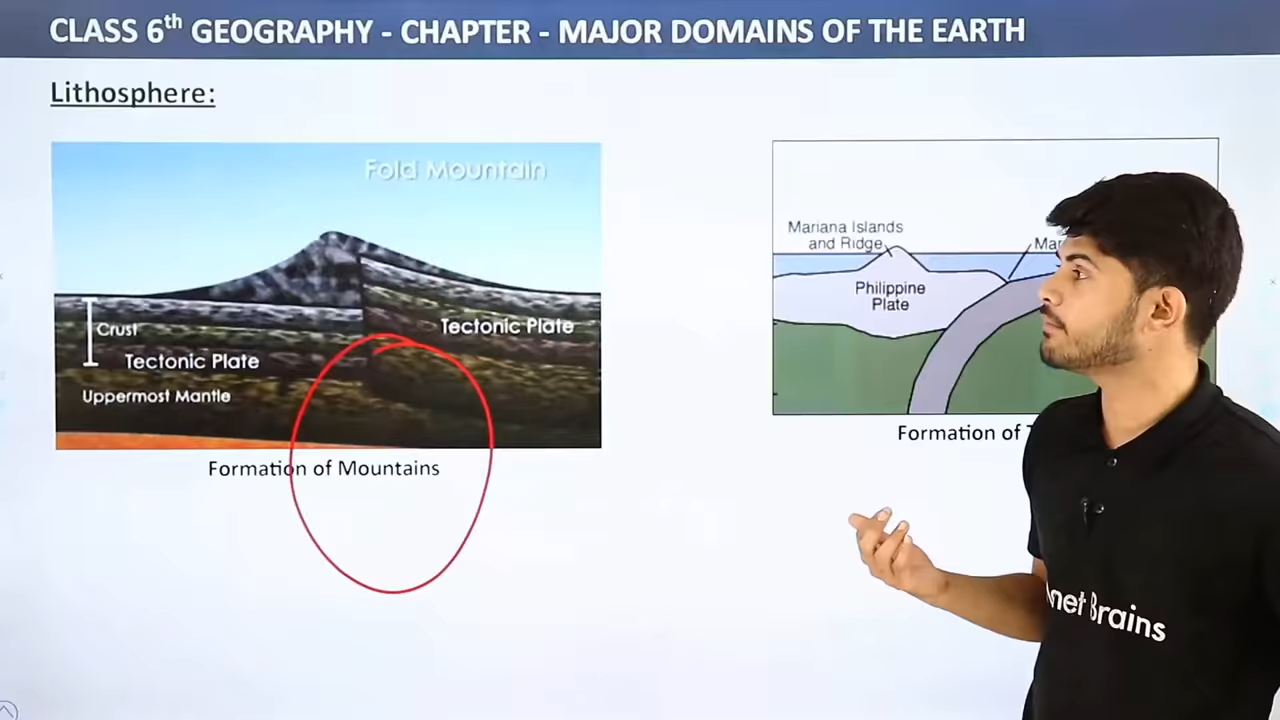 CLASS 6th GEOGRAPHY - CHAPTER - MAJOR DOMAINS OF THE EARTH
Lithosphere:
Fold Mountain
Crust
Tectonic Plate
Tectonic Plate
Uppermost Mantle
Formation of Mountains
Mariana Islands
and Ridge
Philippine
Plate
Formation of
Brains